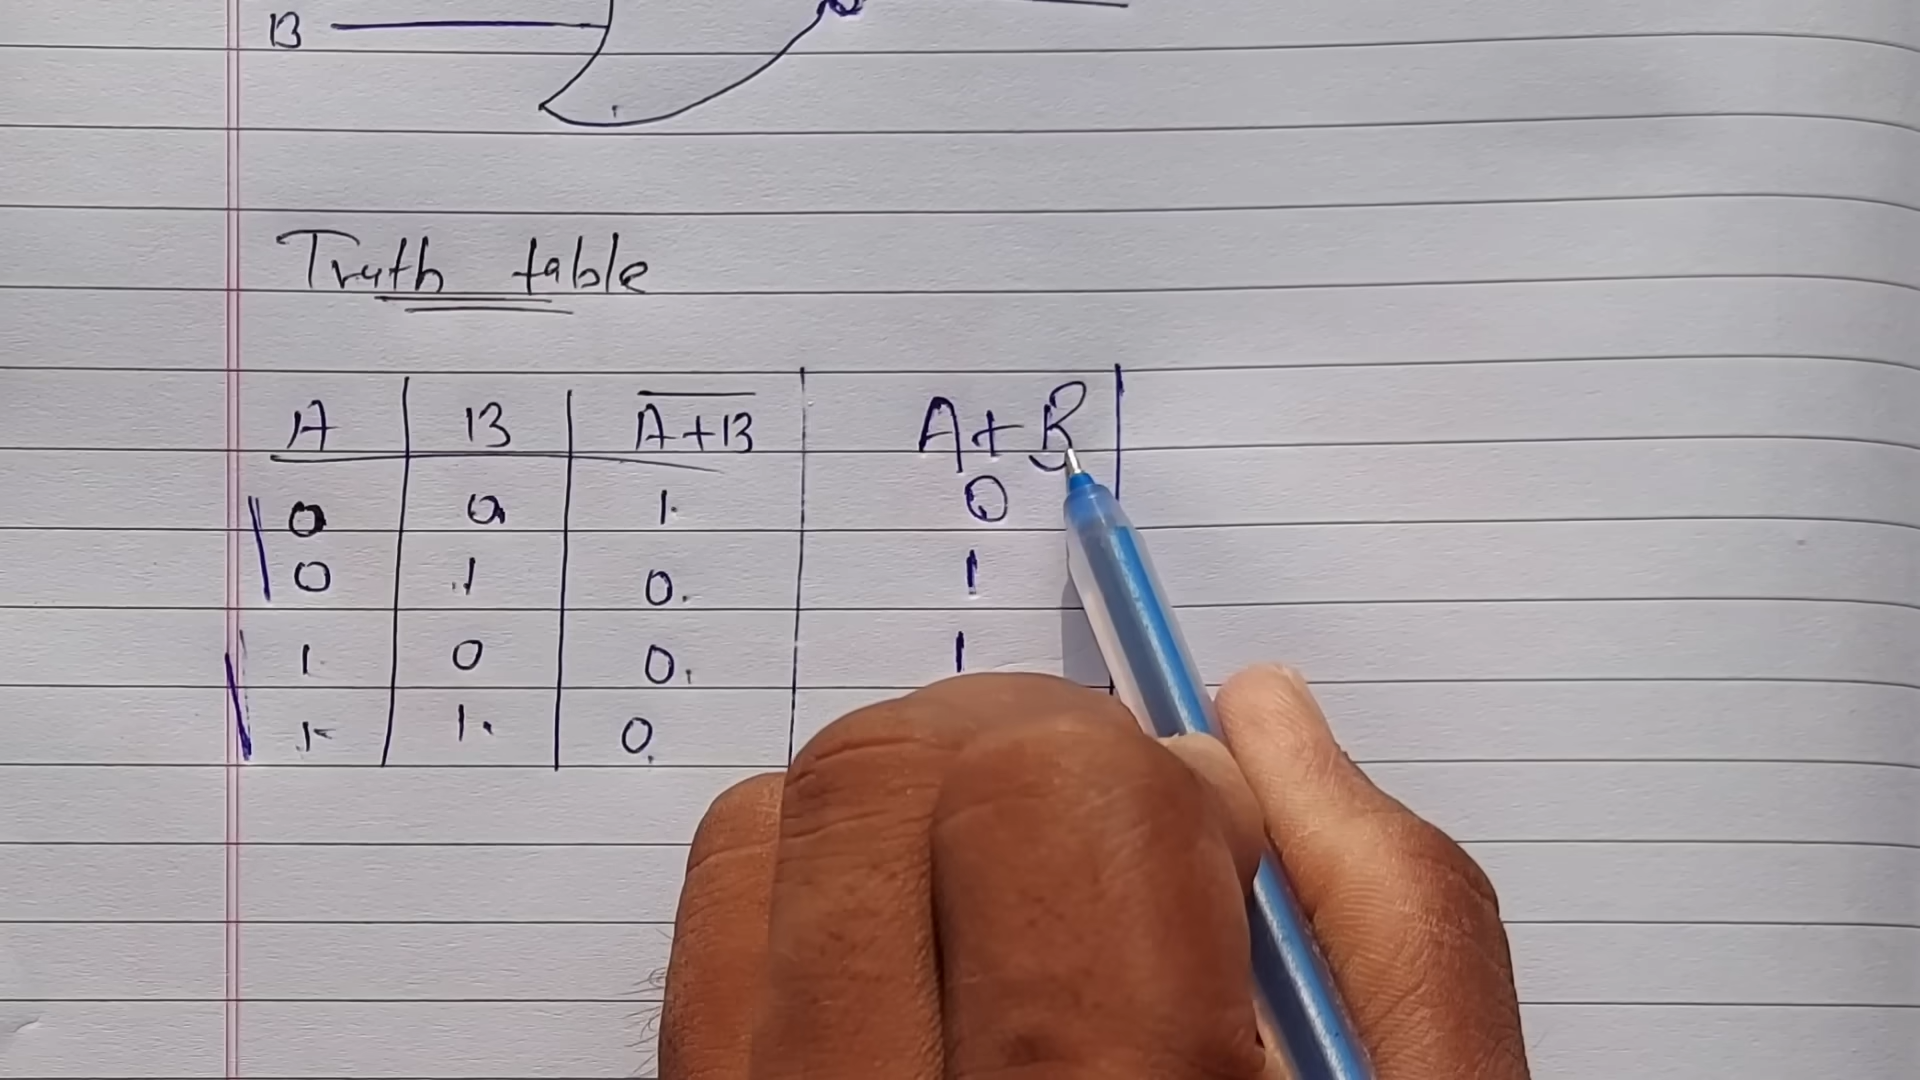 B
Truth table
A B A+B A+B
0 0 1. 0
0 .1 0. 1
1. 0 0. 1
1 1. 0.